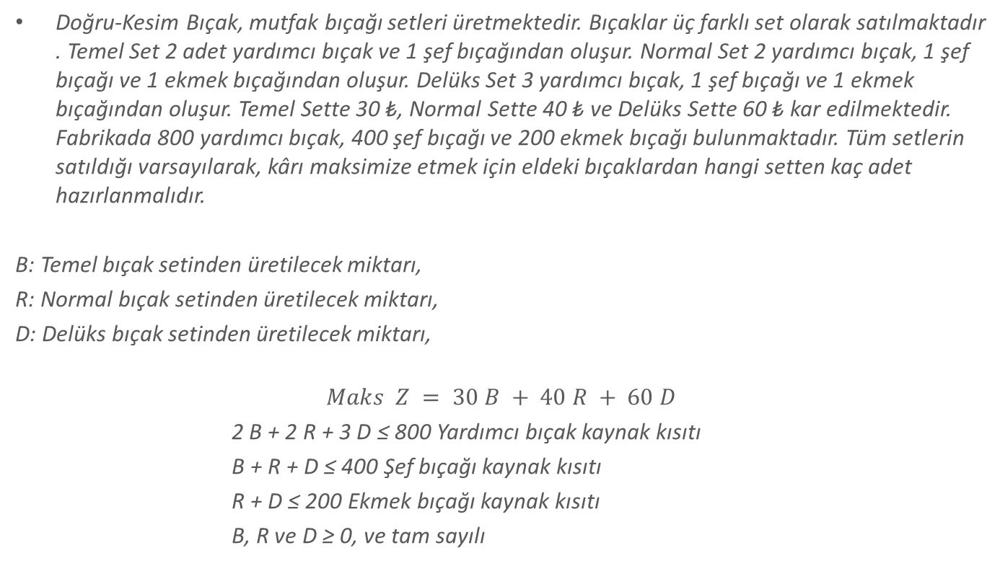 • Doğru-Kesim Bıçak, mutfak bıçağı setleri üretmektedir. Bıçaklar üç farklı set olarak satılmaktadır
. Temel Set 2 adet yardımcı bıçak ve 1 şef bıçağından oluşur. Normal Set 2 yardımcı bıçak, 1 şef
bıçağı ve 1 ekmek bıçağından oluşur. Delüks Set 3 yardımcı bıçak, 1 şef bıçağı ve 1 ekmek
bıçağından oluşur. Temel Sette 30 ₺, Normal Sette 40 ₺ ve Delüks Sette 60 ₺ kar edilmektedir.
Fabrikada 800 yardımcı bıçak, 400 şef bıçağı ve 200 ekmek bıçağı bulunmaktadır. Tüm setlerin
satıldığı varsayılarak, kârı maksimize etmek için eldeki bıçaklardan hangi setten kaç adet
hazırlanmalıdır.
B: Temel bıçak setinden üretilecek miktarı,
R: Normal bıçak setinden üretilecek miktarı,
D: Delüks bıçak setinden üretilecek miktarı,
Maks Z = 30 B + 40 R + 60 D
2 B + 2 R + 3 D ≤ 800 Yardımcı bıçak kaynak kısıtı
B + R + D ≤ 400 Şef bıçağı kaynak kısıtı
R + D ≤ 200 Ekmek bıçağı kaynak kısıtı
B, R ve D ≥ 0, ve tam sayılı